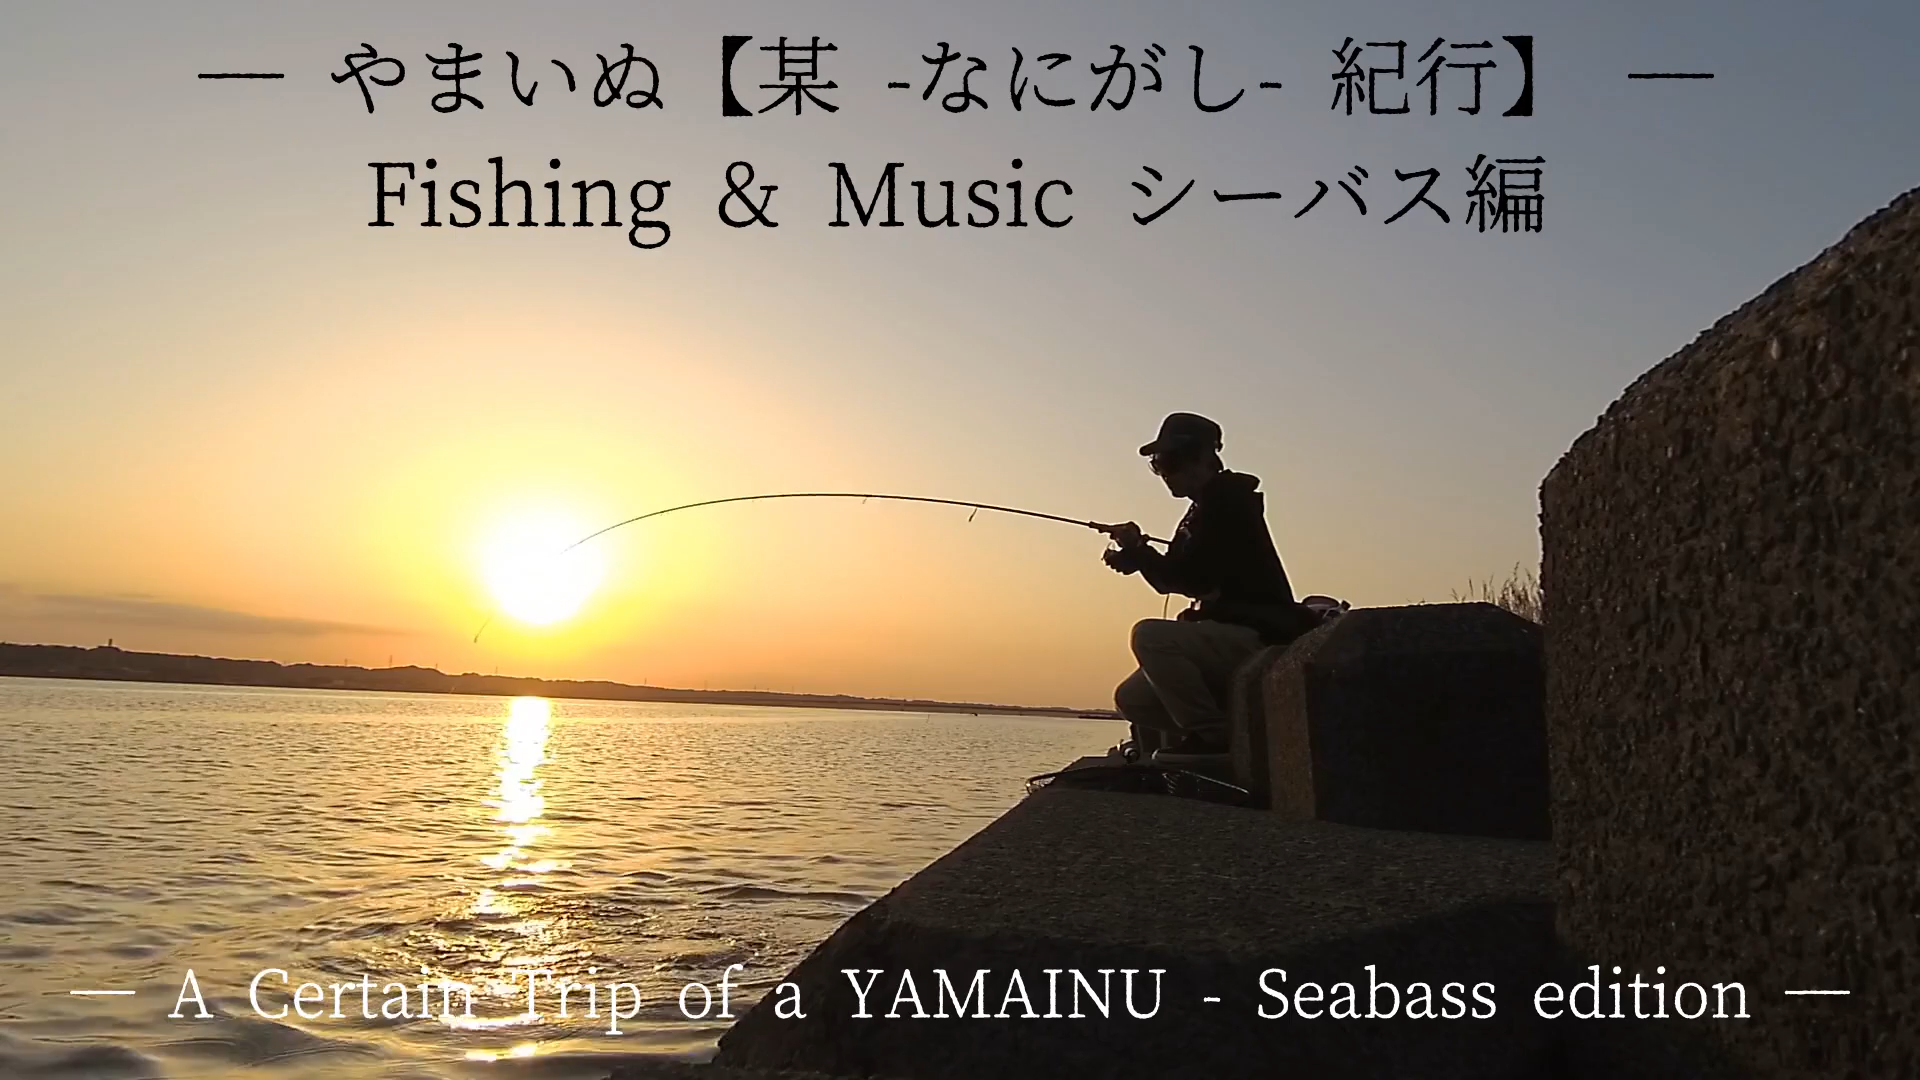 — やまいぬ【某 -なにがし- 紀行】 —
Fishing & Music シーバス編
— A Certain Trip of a YAMAINU - Seabass edition —